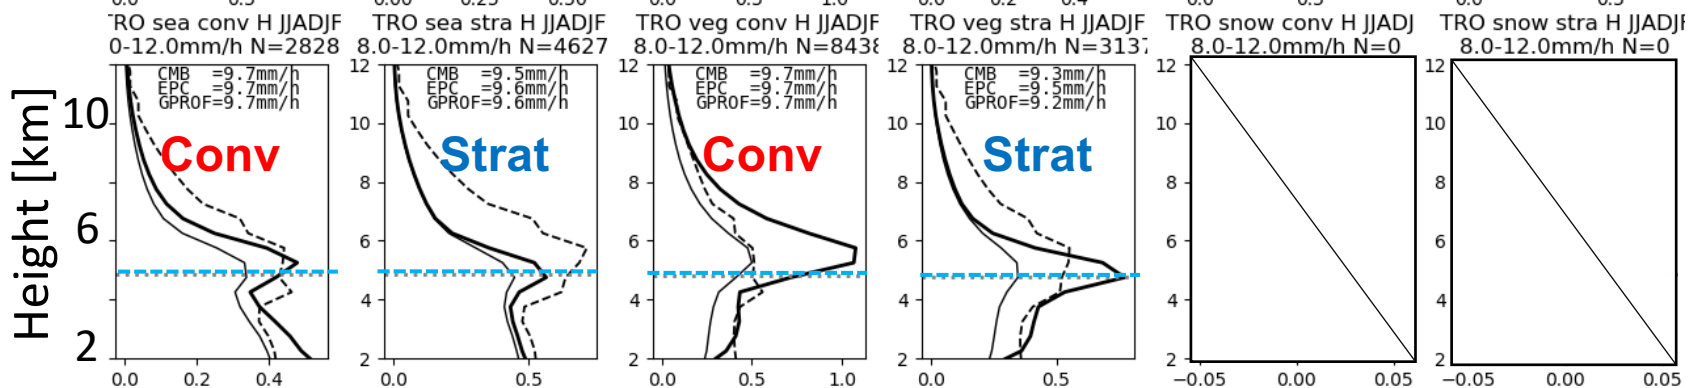 TRO sea conv H JJADJF
0-12.0mm/h N=2828
CMB =9.7mm/h
EPC =9.7mm/h
GPROF=9.7mm/h
Conv
Height [km]
10
6
2
0.0 0.2 0.4
TRO sea stra H JJADJF
8.0-12.0mm/h N=4627
CMB =9.5mm/h
EPC =9.6mm/h
GPROF=9.6mm/h
Strat
12
10
8
6
4
2
0.0 0.5
TRO veg conv H JJADJF
8.0-12.0mm/h N=8438
CMB =9.7mm/h
EPC =9.7mm/h
GPROF=9.7mm/h
Conv
12
10
8
6
4
2
0.0 0.5 1.0
TRO veg stra H JJADJF
8.0-12.0mm/h N=3137
CMB =9.3mm/h
EPC =9.5mm/h
GPROF=9.2mm/h
Strat
12
10
8
6
4
2
0.0 0.5
TRO snow conv H JJADJ
8.0-12.0mm/h N=0
12
10
8
6
4
2
−0.05 0.00 0.05
TRO snow stra H JJADJF
8.0-12.0mm/h N=0
12
10
8
6
4
2
−0.05 0.00 0.05